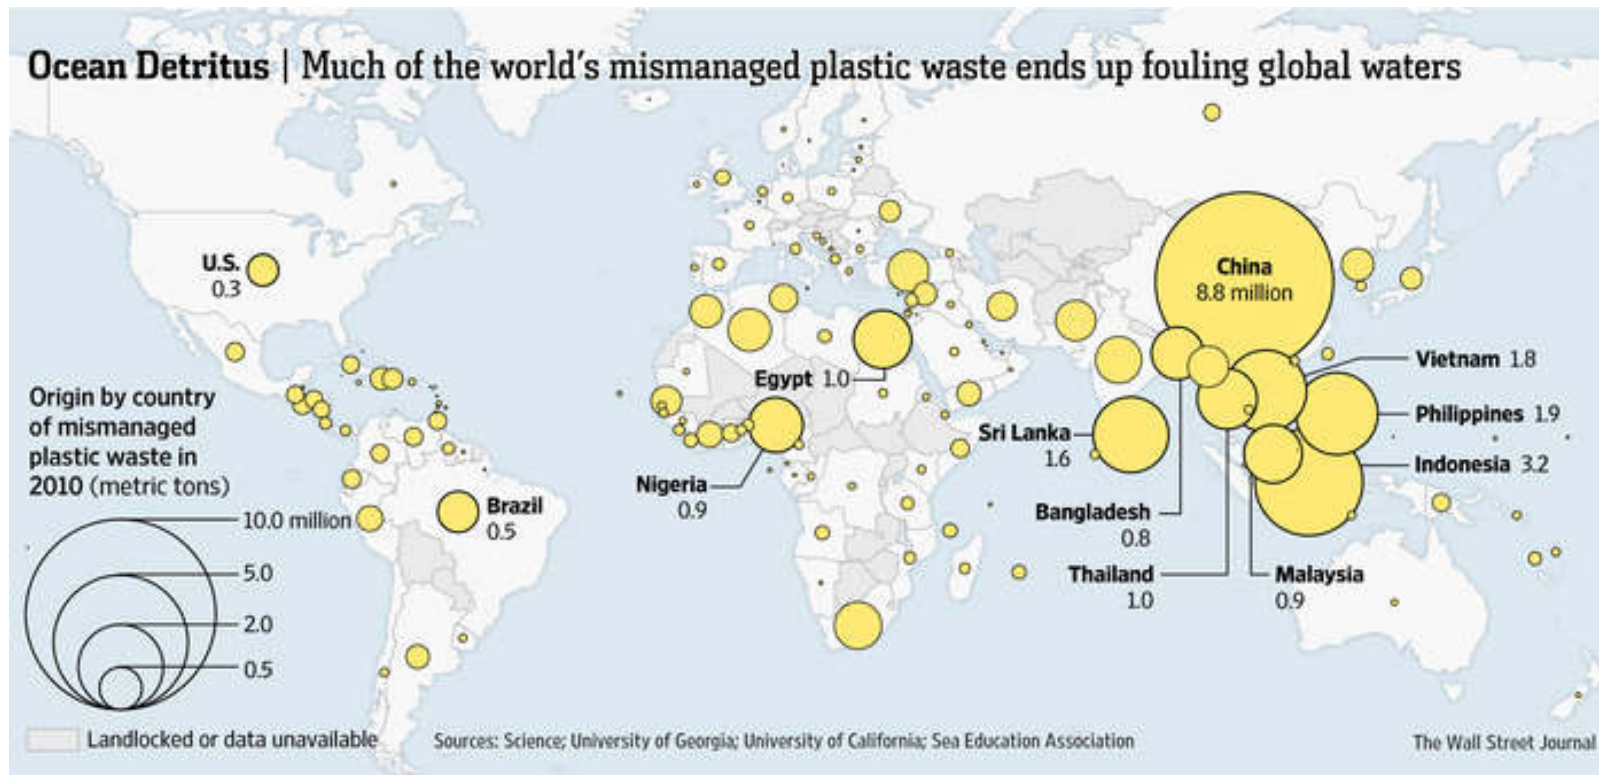 Ocean Detritus | Much of the world's mismanaged plastic waste ends up fouling global waters
U.S.
0.3
China
8.8 million
Egypt 1.0
Vietnam 1.8
Origin by country
of mismanaged
plastic waste in
2010 (metric tons)
Philippines 1.9
Sri Lanka
1.6
Indonesia 3.2
Nigeria
0.9
Brazil
0.5
Bangladesh
0.8
10.0 million
5.0
2.0
0.5
Thailand
1.0
Malaysia
0.9
Landlocked or data unavailable
Sources: Science; University of Georgia; University of California; Sea Education Association
The Wall Street Journal